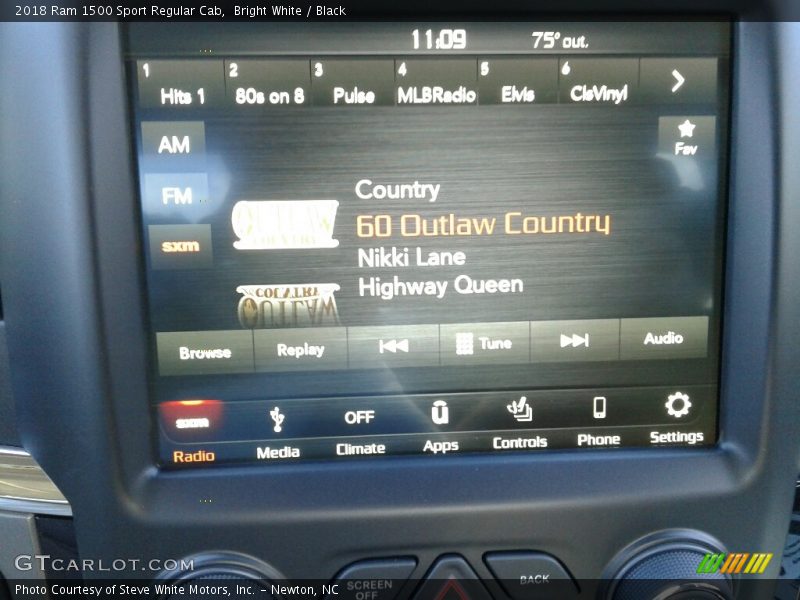 2018 Ram 1500 Sport Regular Cab,  Bright White / Black
11:09 75° out.
1 2 3 4 5 6
Hits 1 80s on 8 Pulse MLBRadio Elvis ClsVinyl
AM
Fav
FM
Country
OUTLAW
COUNTRY
60 Outlaw Country
sxm
Nikki Lane
Highway Queen
Browse Replay Tune Audio
sxm OFF
Radio Media Climate Apps Controls Phone Settings
GTCARLOT.COM
SCREEN
OFF
BACK
Photo Courtesy of Steve White Motors, Inc. – Newton, NC